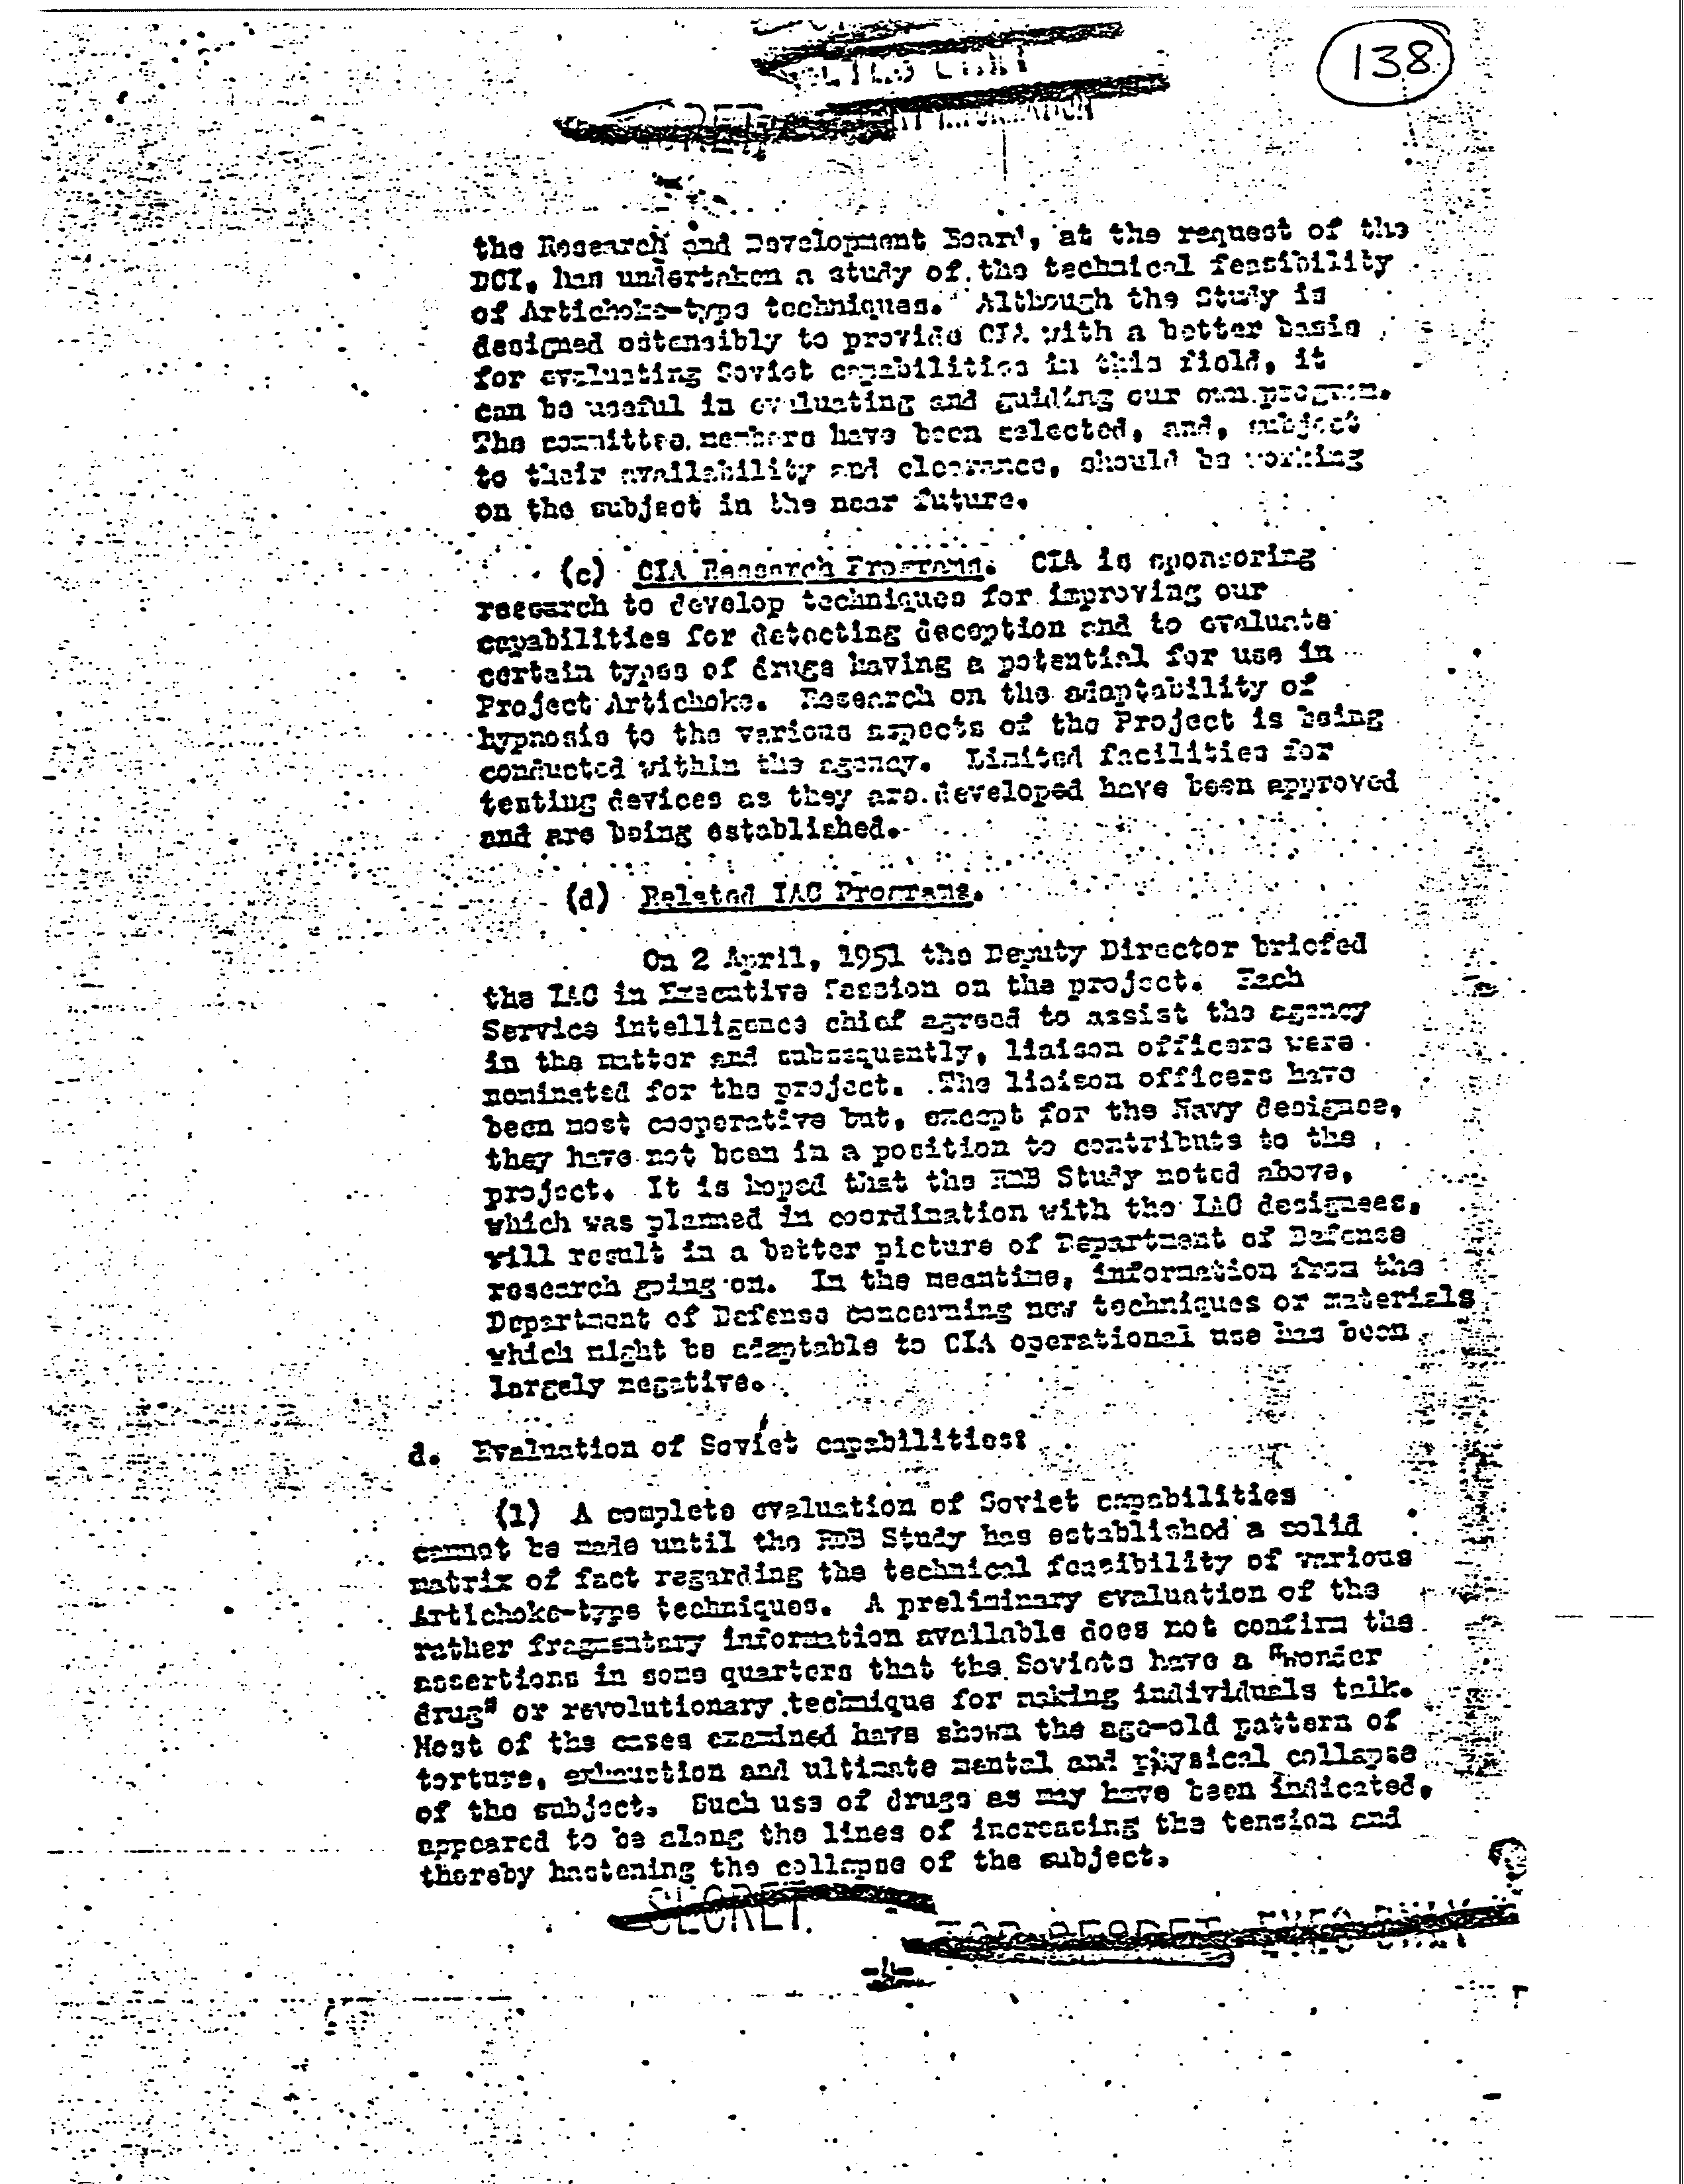 138
the Research and Development Board, at the request of the
DCI, has undertaken a study of the technical feasibility
of Artichoke-type techniques. Although the Study is
designed ostensibly to provide CIA with a better basis
for evaluating Soviet capabilities in this field, it
can be useful in evaluating and guiding our own program.
The committee members have been selected, and, subject
to their availability and clearance, should be working
on the subject in the near future.
(c) CIA Research Programs. CIA is sponsoring
research to develop techniques for improving our
capabilities for detecting deception and to evaluate
certain types of drugs having a potential for use in
Project Artichoke. Research on the adaptability of
hypnosis to the various aspects of the Project is being
conducted within the agency. Limited facilities for
testing devices as they are developed have been approved
and are being established.
(d) Related IAC Programs.
On 2 April, 1951 the Deputy Director briefed
the IAC in Executive Session on the project. Each
Service intelligence chief agreed to assist the agency
in the matter and subsequently, liaison officers were
nominated for the project. The liaison officers have
been most cooperative but, except for the Navy designee,
they have not been in a position to contribute to the
project. It is hoped that the RDB Study noted above,
which was planned in coordination with the IAC designees,
will result in a better picture of Department of Defense
research going on. In the meantime, information from the
Department of Defense concerning new techniques or materials
which might be adaptable to CIA operational use has been
largely negative.
d. Evaluation of Soviet capabilities:
(1) A complete evaluation of Soviet capabilities
cannot be made until the RDB Study has established a solid
matrix of fact regarding the technical feasibility of various
Artichoke-type techniques. A preliminary evaluation of the
rather fragmentary information available does not confirm the
assertions in some quarters that the Soviets have a "wonder
drug" or revolutionary technique for making individuals talk.
Most of the cases examined have shown the age-old pattern of
torture, exhaustion and ultimate mental and physical collapse
of the subject. Such use of drugs as may have been indicated,
appeared to be along the lines of increasing the tension and
thereby hastening the collapse of the subject.
SECRET
TOP SECRET EYES ONLY
-4-